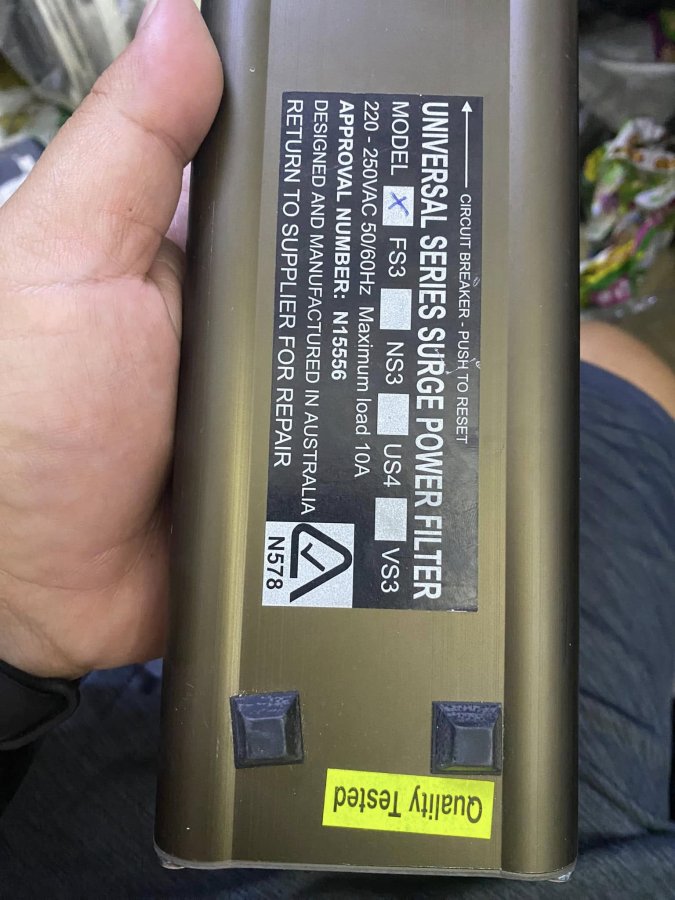 CIRCUIT BREAKER - PUSH TO RESET
UNIVERSAL SERIES SURGE POWER FILTER
MODEL X FS3 NS3 US4 VS3
220 - 250VAC 50/60Hz Maximum load 10A
APPROVAL NUMBER: N15556
DESIGNED AND MANUFACTURED IN AUSTRALIA
RETURN TO SUPPLIER FOR REPAIR
N578
Quality Tested